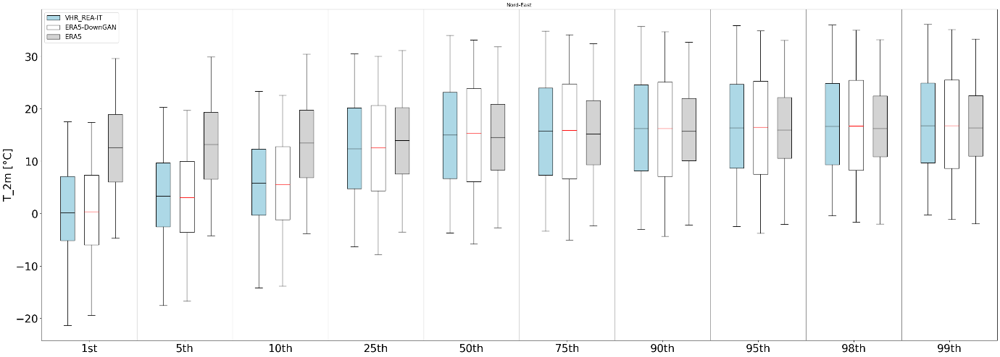 Nord-East
VHR_REA-IT
ERA5-DownGAN
ERA5
T_2m [°C]
30
20
10
0
−10
−20
1st
5th
10th
25th
50th
75th
90th
95th
98th
99th